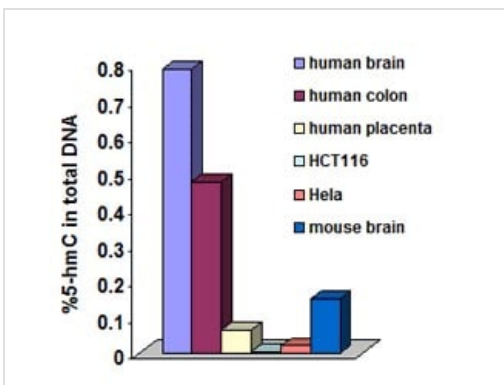 %5-hmC in total DNA
0.8
0.7
0.6
0.5
0.4
0.3
0.2
0.1
0
human brain
human colon
human placenta
HCT116
Hela
mouse brain